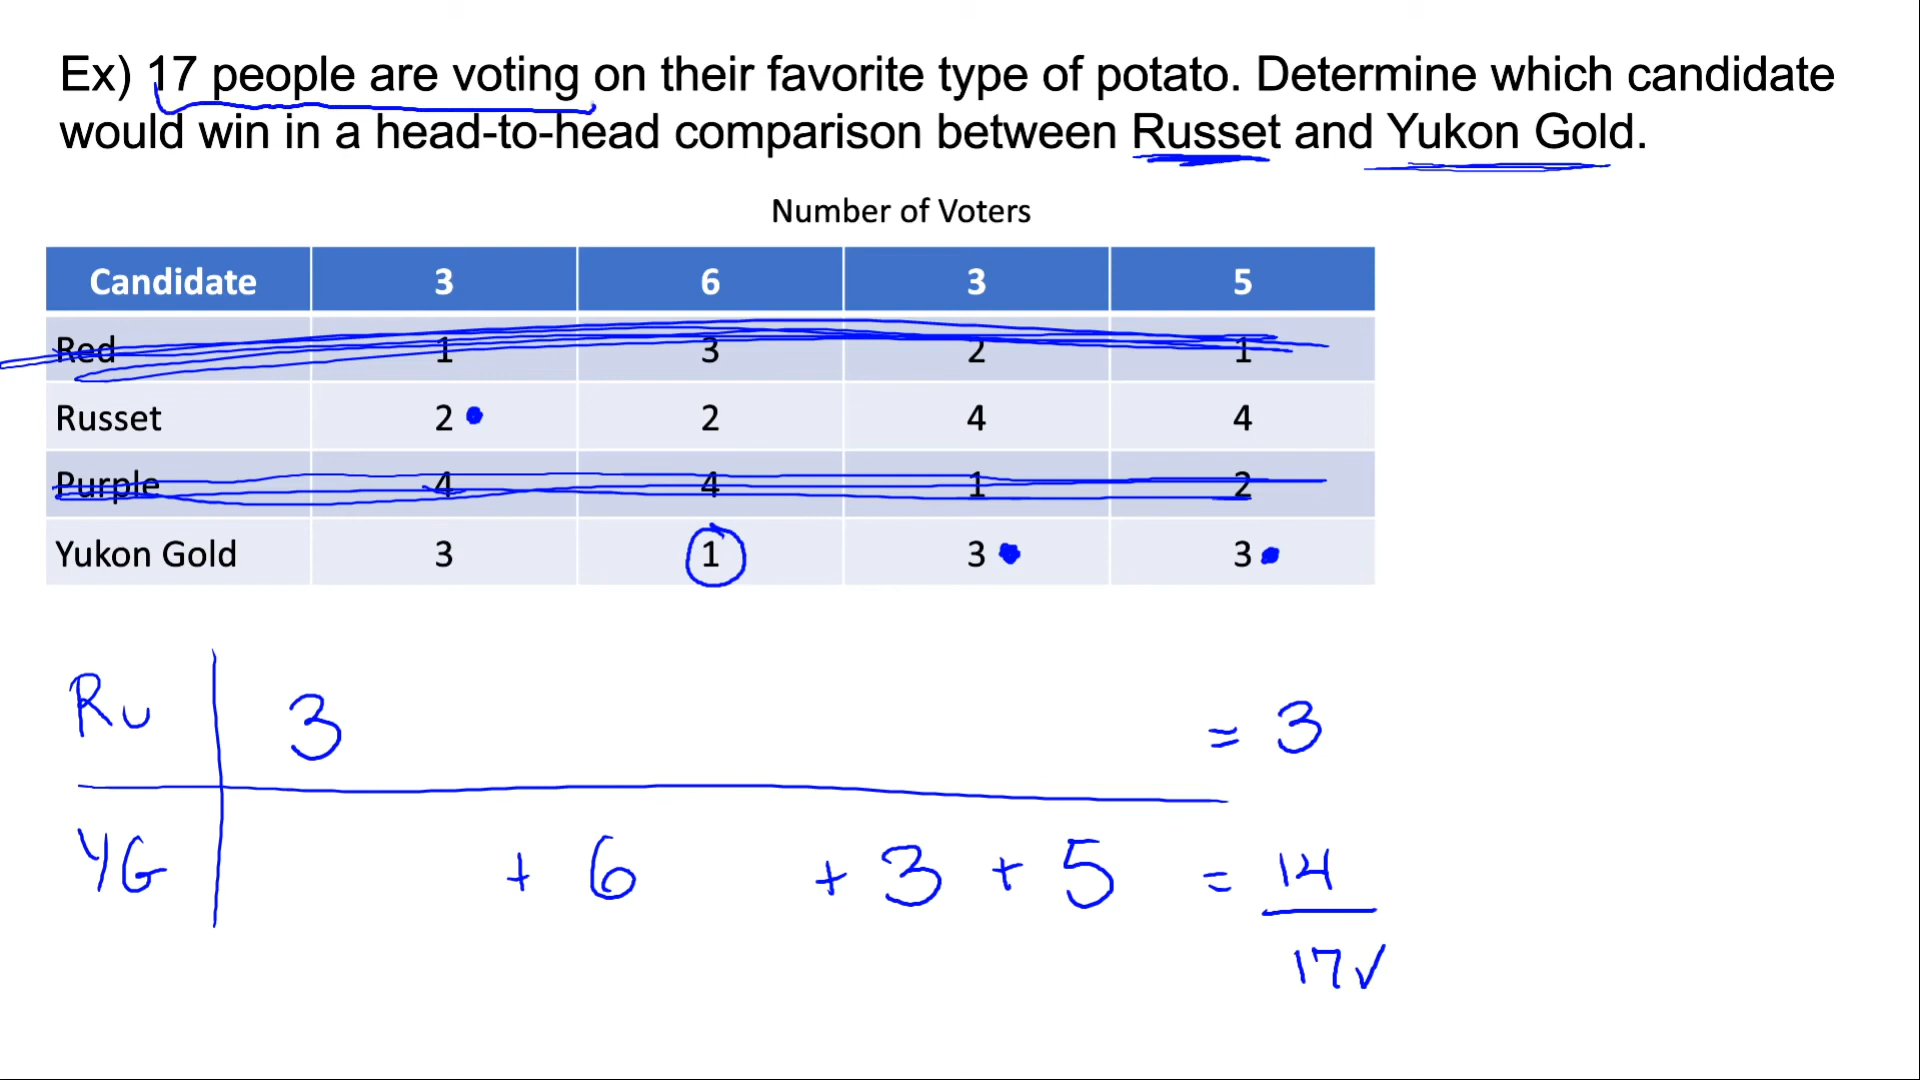 Ex) 17 people are voting on their favorite type of potato. Determine which candidate
would win in a head-to-head comparison between Russet and Yukon Gold.
Number of Voters
Candidate 3 6 3 5
Red 1 3 2 1
Russet 2 2 4 4
Purple 4 4 1 2
Yukon Gold 3 1 3 3
Ru 3 = 3
YG + 6 + 3 + 5 = 14
17✓